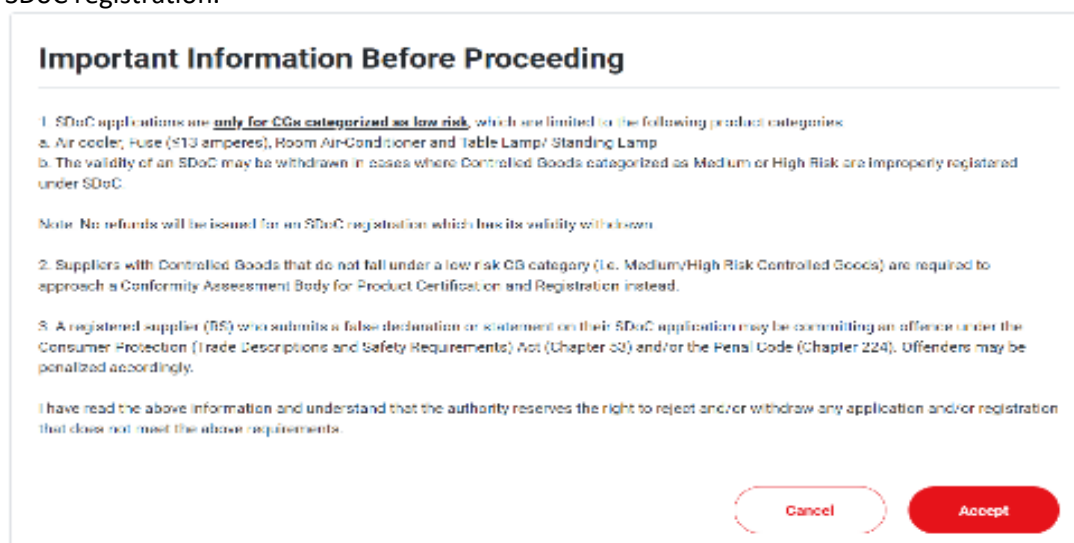 SDoC registration.
Important Information Before Proceeding
1. SDoC applications are only for CGs categorized as low risk, which are limited to the following product categories
a. Air cooler, Fuse (≤13 amperes), Room Air-Conditioner and Table Lamp/ Standing Lamp
b. The validity of an SDoC may be withdrawn in cases where Controlled Goods categorized as Medium or High Risk are improperly registered
under SDoC.
Note: No refunds will be issued for an SDoC registration which has its validity withdrawn
2. Suppliers with Controlled Goods that do not fall under a low risk CG category (i.e. Medium/High Risk Controlled Goods) are required to
approach a Conformity Assessment Body for Product Certification and Registration instead.
3. A registered supplier (RS) who submits a false declaration or statement on their SDoC application may be committing an offence under the
Consumer Protection (Trade Descriptions and Safety Requirements) Act (Chapter 53) and/or the Penal Code (Chapter 224). Offenders may be
penalized accordingly.
I have read the above information and understand that the authority reserves the right to reject and/or withdraw any application and/or registration
that does not meet the above requirements.
Cancel
Accept